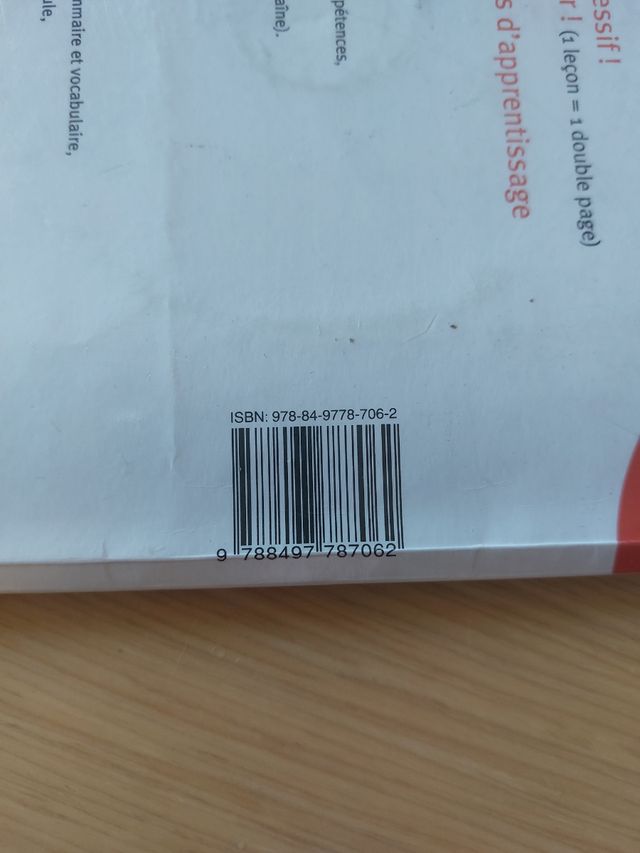 essif !
r ! (1 leçon = 1 double page)
s d'apprentissage
pétences,
aîne).
mmaire et vocabulaire,
ule,
ISBN: 978-84-9778-706-2
9 788497 787062